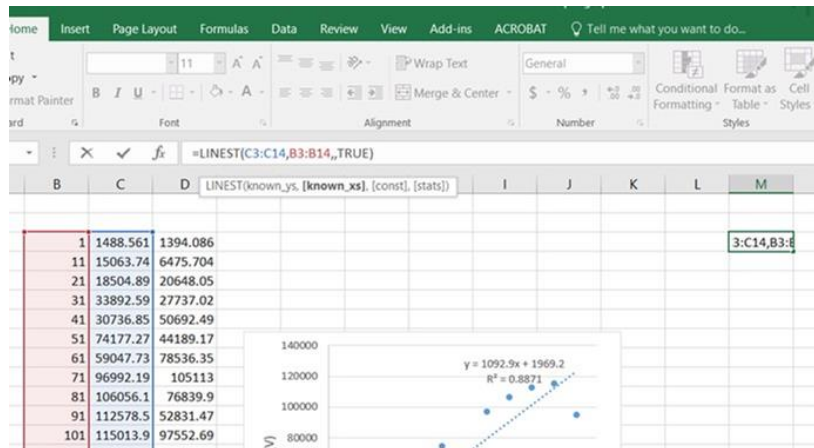 Home Insert Page Layout Formulas Data Review View Add-ins ACROBAT Tell me what you want to do...
11 A A Wrap Text General
Painter B I U A Merge & Center $ % , Conditional Format as Cell
Formatting Table Styles
Font Alignment Number Styles
fx =LINEST(C3:C14,B3:B14,,TRUE)
B C D LINEST(known_ys, [known_xs], [const], [stats]) I J K L M
1 1488.561 1394.086 3:C14,B3:B
11 15063.74 6475.704
21 18504.89 20648.05
31 33892.59 27737.02
41 30736.85 50692.49
51 74177.27 44189.17
61 59047.73 78536.35
71 96992.19 105113
81 106056.1 76839.9
91 112578.5 52831.47
101 115013.9 97552.69
140000
y = 1092.9x + 1969.2
R² = 0.8871
120000
100000
80000